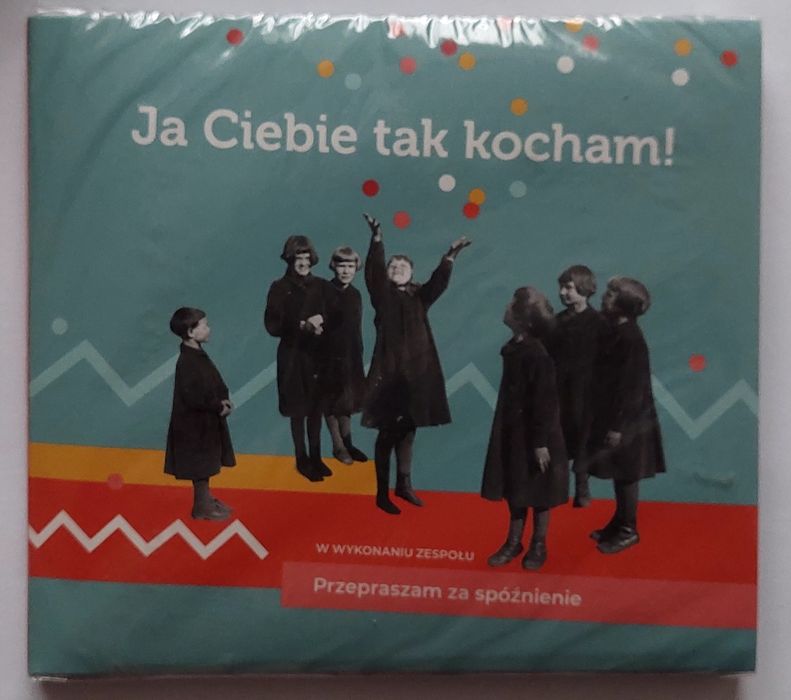 Ja Ciebie tak kocham!
W WYKONANIU ZESPOŁU
Przepraszam za spóźnienie